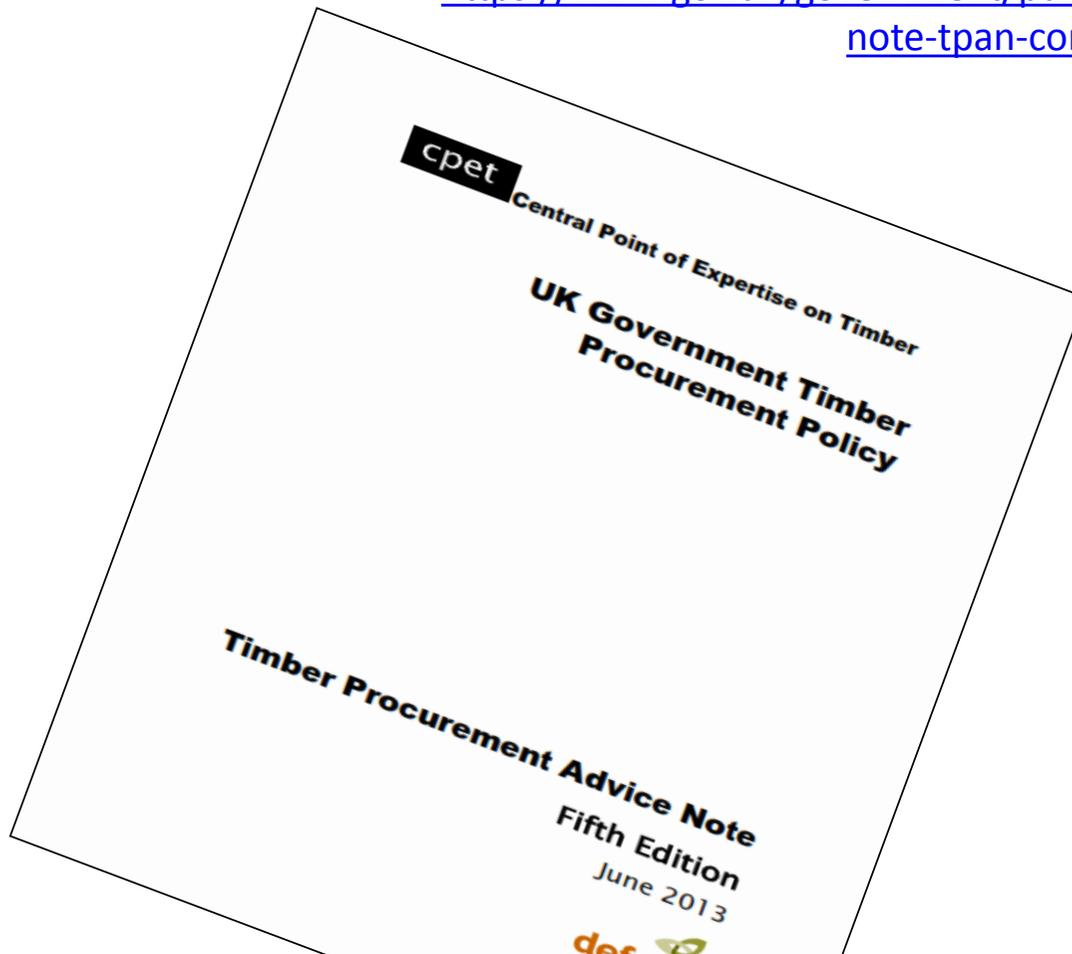 note-tpan-co
cpet
Central Point of Expertise on Timber
UK Government Timber
Procurement Policy
Timber Procurement Advice Note
Fifth Edition
June 2013
def